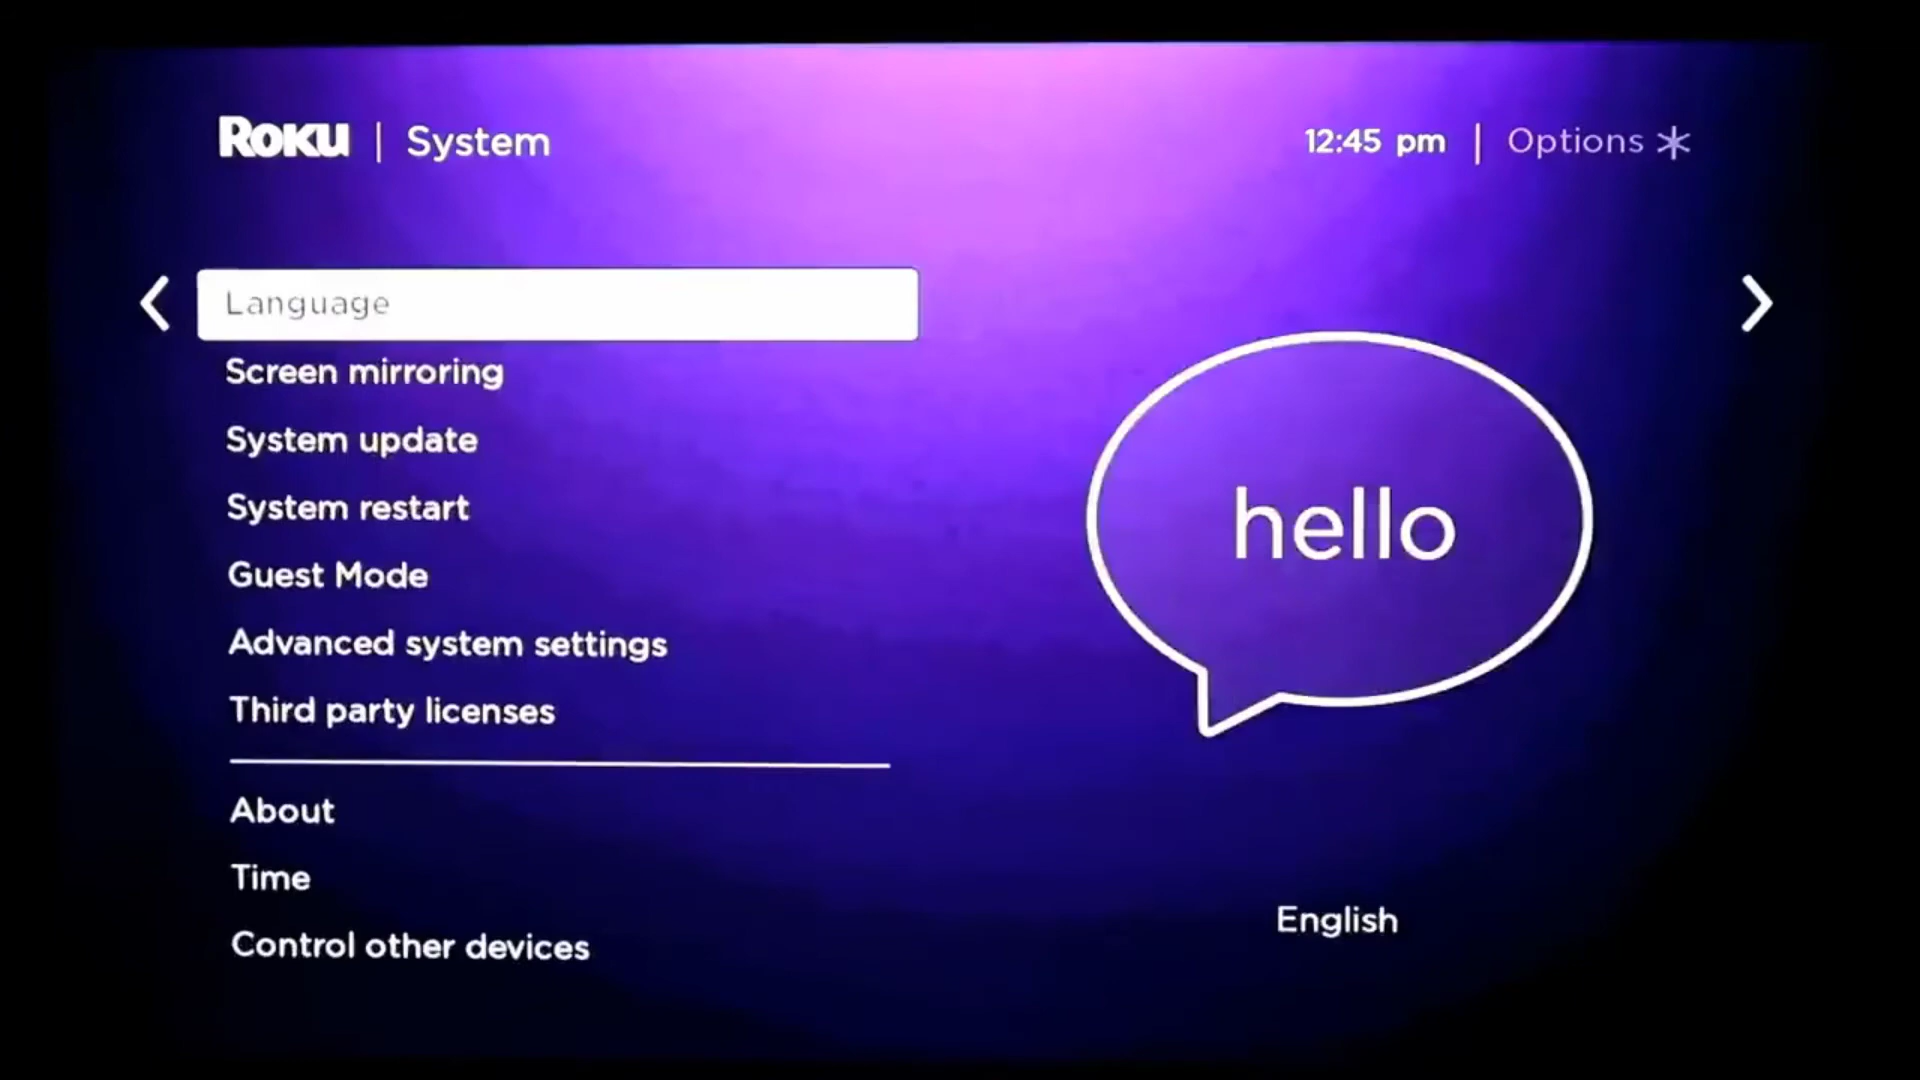 Roku | System
12:45 pm | Options
Language
Screen mirroring
System update
System restart
Guest Mode
Advanced system settings
Third party licenses
About
Time
Control other devices
hello
English